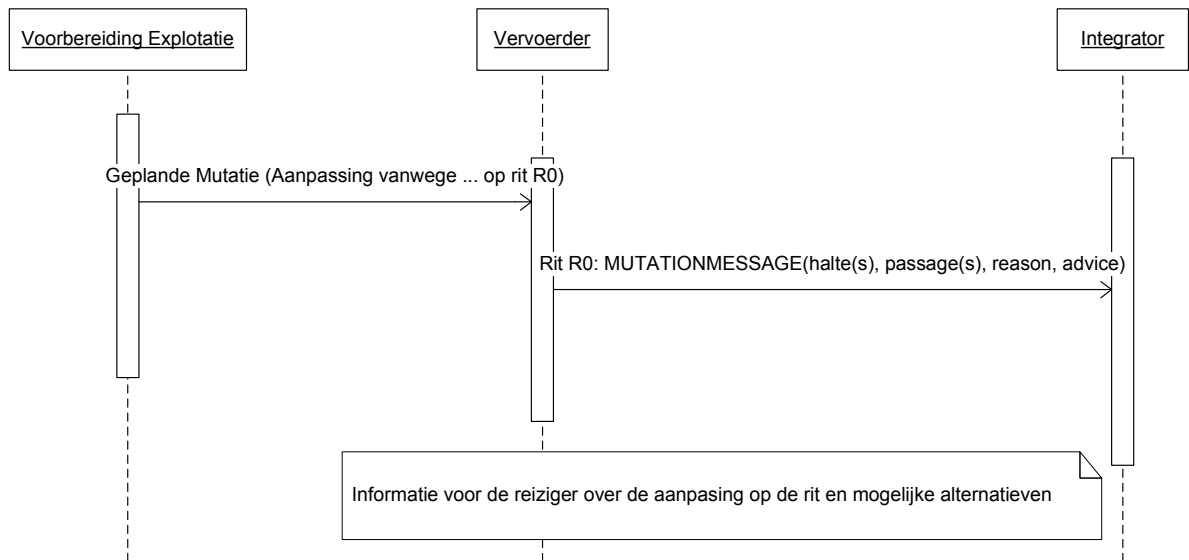 Voorbereiding Explotatie
Vervoerder
Integrator
Geplande Mutatie (Aanpassing vanwege ... op rit R0)
Rit R0: MUTATIONMESSAGE(halte(s), passage(s), reason, advice)
Informatie voor de reiziger over de aanpasing op de rit en mogelijke alternatieven